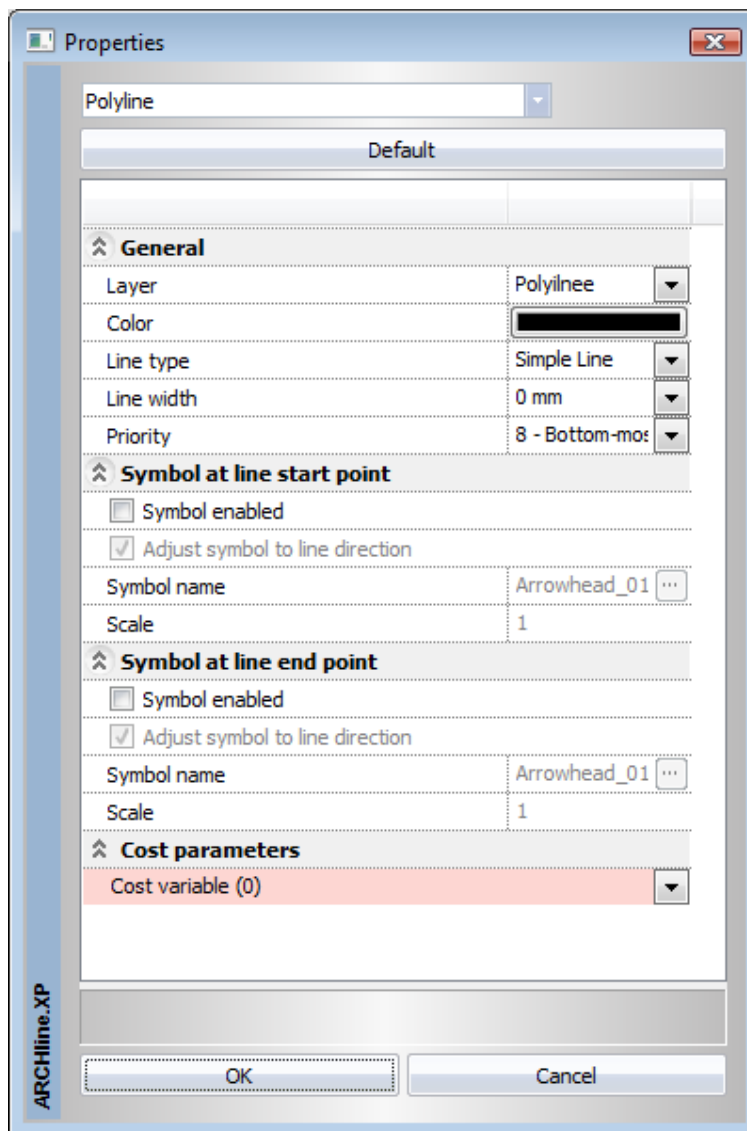 Properties
Polyline
Default
General
Layer Polyilnee
Color
Line type Simple Line
Line width 0 mm
Priority 8 - Bottom-mos
Symbol at line start point
Symbol enabled
Adjust symbol to line direction
Symbol name Arrowhead_01 ...
Scale 1
Symbol at line end point
Symbol enabled
Adjust symbol to line direction
Symbol name Arrowhead_01 ...
Scale 1
Cost parameters
Cost variable (0)
ARCHline.XP
OK Cancel